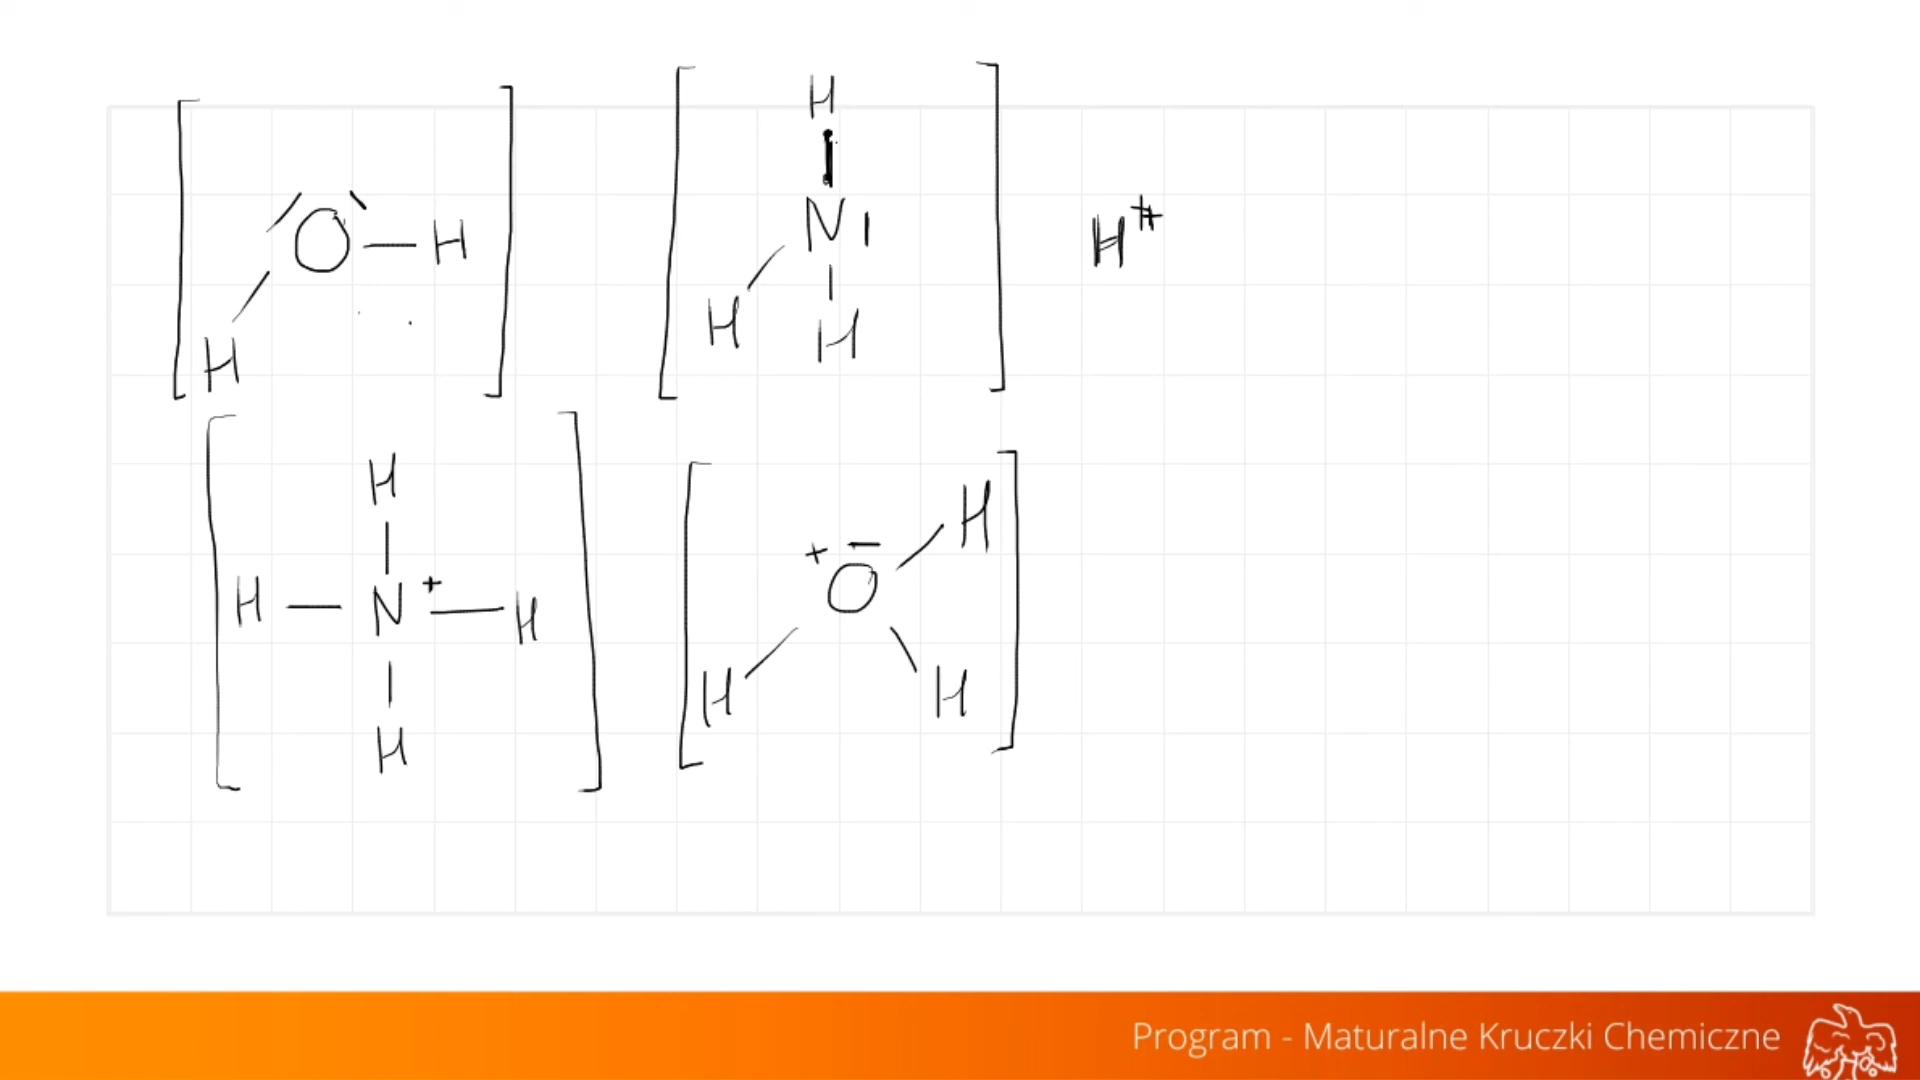 H
O H
N H⁺
H H
H
H
H
H N⁺ H
⁺O
H
H H
Program - Maturalne Kruczki Chemiczne